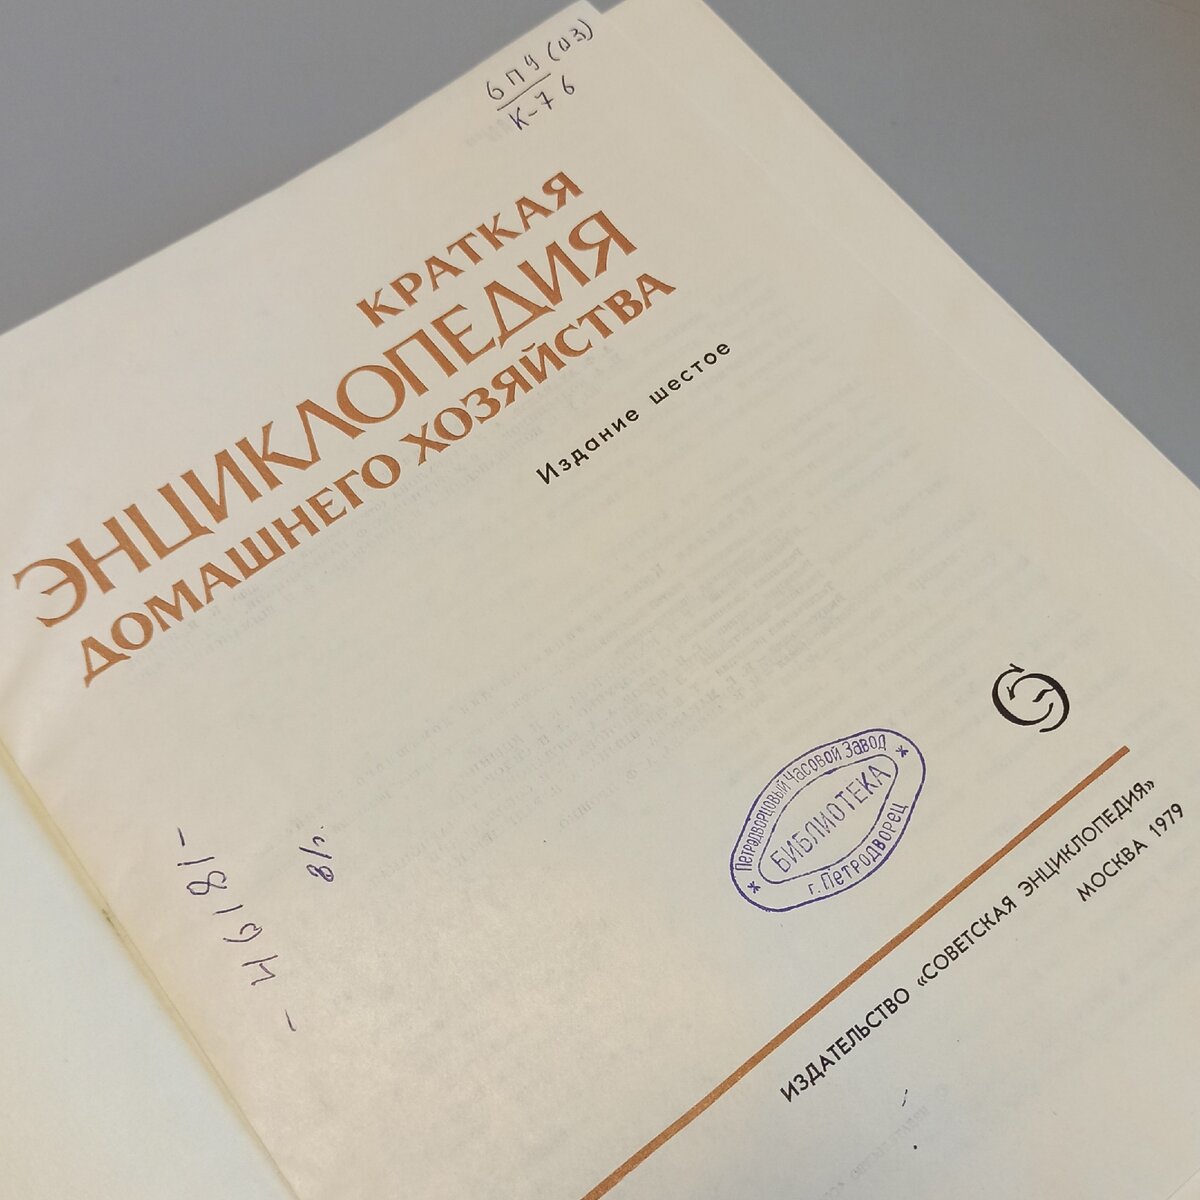 6П9(03)
К-76
КРАТКАЯ
ЭНЦИКЛОПЕДИЯ
ДОМАШНЕГО ХОЗЯЙСТВА
Издание шестое
Петродворцовый Часовой Завод
БИБЛИОТЕКА
г. Петродворец
ИЗДАТЕЛЬСТВО «СОВЕТСКАЯ ЭНЦИКЛОПЕДИЯ»
МОСКВА 1979
- 46181-